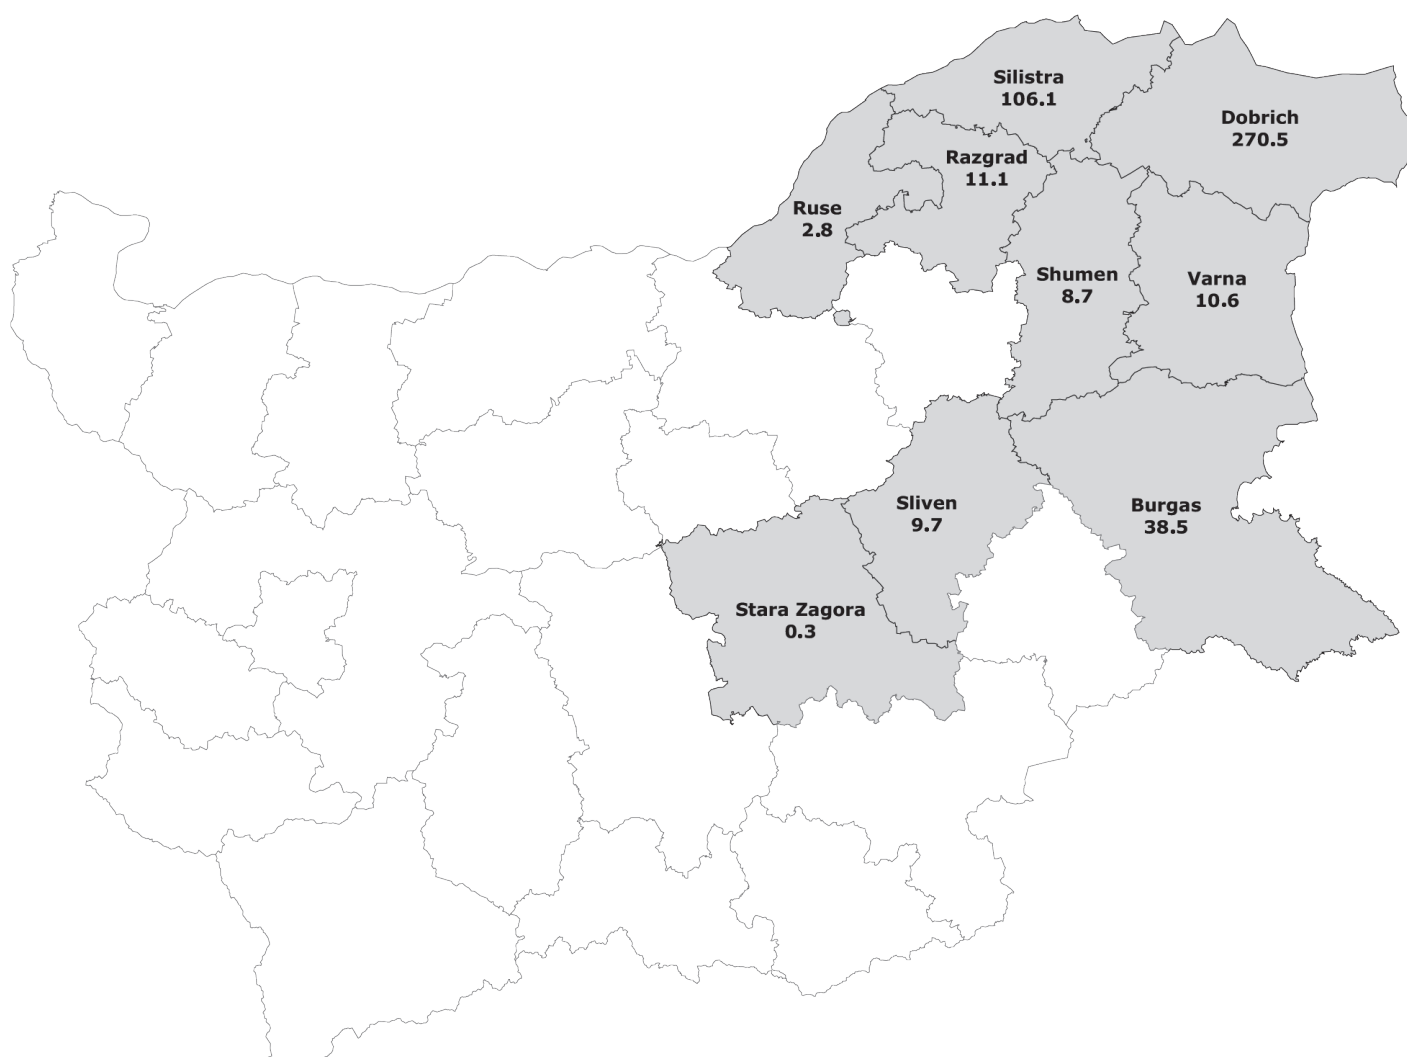 Silistra
106.1
Dobrich
270.5
Razgrad
11.1
Ruse
2.8
Shumen
8.7
Varna
10.6
Sliven
9.7
Burgas
38.5
Stara Zagora
0.3